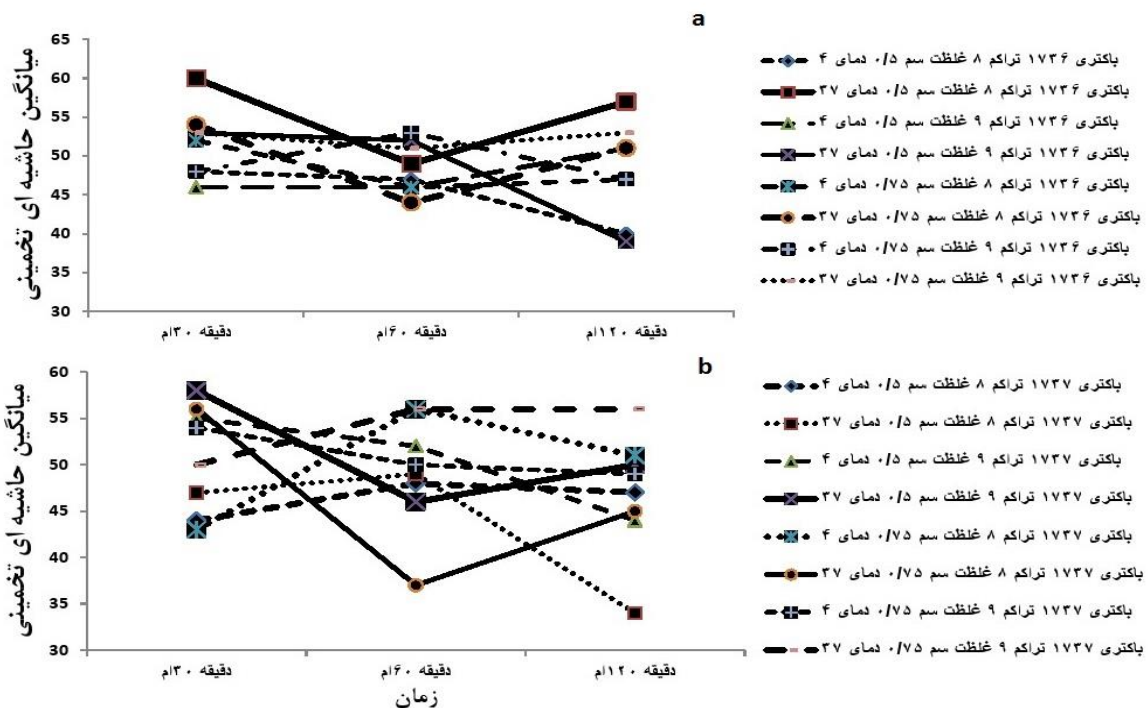 a
میانگین حاشیه ای تخمینی
65
60
55
50
45
40
35
30
دقیقه ۳۰ام
دقیقه ۶۰ام
دقیقه ۱۲۰ام
باکتری ۱۷۳۶ تراکم ۸ غلظت سم ۰/۵ دمای ۴
باکتری ۱۷۳۶ تراکم ۸ غلظت سم ۰/۵ دمای ۳۷
باکتری ۱۷۳۶ تراکم ۹ غلظت سم ۰/۵ دمای ۴
باکتری ۱۷۳۶ تراکم ۹ غلظت سم ۰/۵ دمای ۳۷
باکتری ۱۷۳۶ تراکم ۸ غلظت سم ۰/۷۵ دمای ۴
باکتری ۱۷۳۶ تراکم ۸ غلظت سم ۰/۷۵ دمای ۳۷
باکتری ۱۷۳۶ تراکم ۹ غلظت سم ۰/۷۵ دمای ۴
باکتری ۱۷۳۶ تراکم ۹ غلظت سم ۰/۷۵ دمای ۳۷
b
میانگین حاشیه ای تخمینی
60
55
50
45
40
35
30
دقیقه ۳۰ام
دقیقه ۶۰ام
دقیقه ۱۲۰ام
زمان
باکتری ۱۷۳۷ تراکم ۸ غلظت سم ۰/۵ دمای ۴
باکتری ۱۷۳۷ تراکم ۸ غلظت سم ۰/۵ دمای ۳۷
باکتری ۱۷۳۷ تراکم ۹ غلظت سم ۰/۵ دمای ۴
باکتری ۱۷۳۷ تراکم ۹ غلظت سم ۰/۵ دمای ۳۷
باکتری ۱۷۳۷ تراکم ۸ غلظت سم ۰/۷۵ دمای ۴
باکتری ۱۷۳۷ تراکم ۸ غلظت سم ۰/۷۵ دمای ۳۷
باکتری ۱۷۳۷ تراکم ۹ غلظت سم ۰/۷۵ دمای ۴
باکتری ۱۷۳۷ تراکم ۹ غلظت سم ۰/۷۵ دمای ۳۷